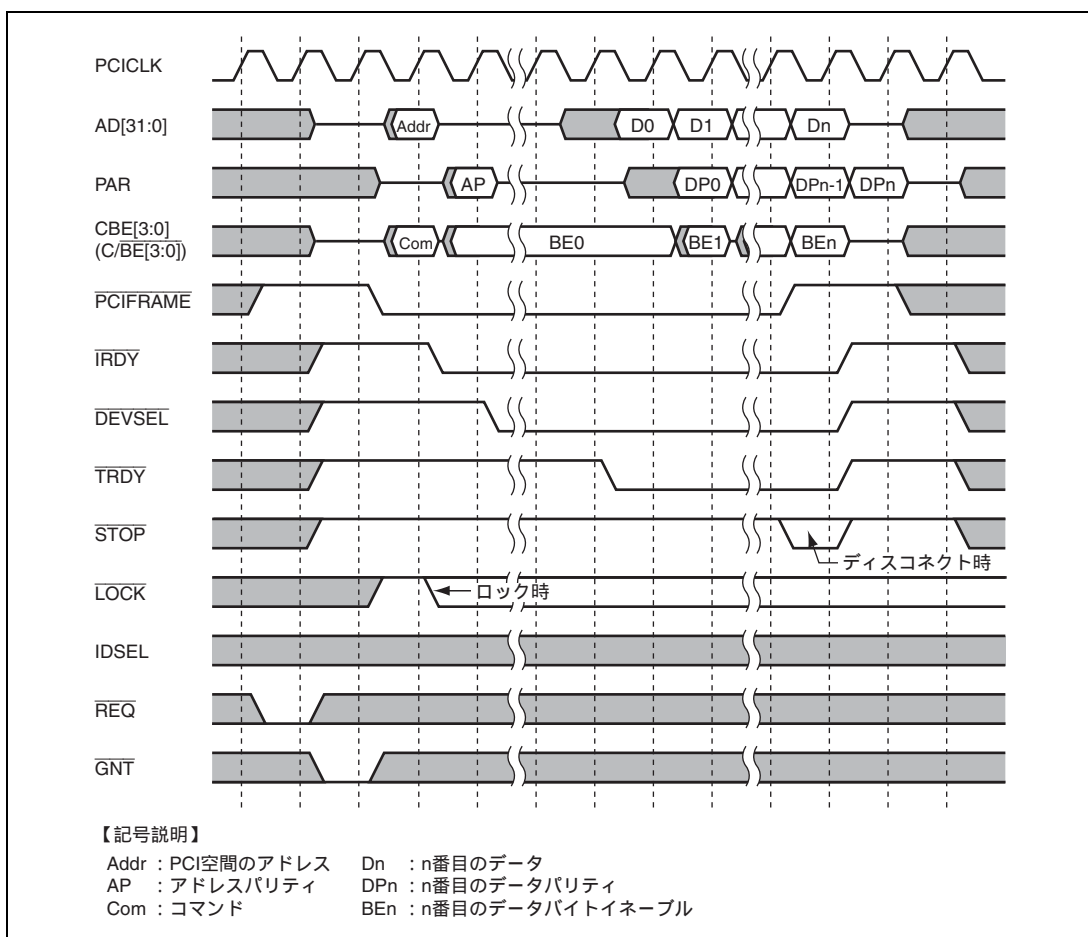 PCICLK
AD[31:0] Addr D0 D1 Dn
PAR AP DP0 DPn-1 DPn
CBE[3:0]
(C/BE[3:0]) Com BE0 BE1 BEn
PCIFRAME
IRDY
DEVSEL
TRDY
STOP
ディスコネクト時
LOCK ロック時
IDSEL
REQ
GNT
【記号説明】
Addr : PCI空間のアドレス Dn : n番目のデータ
AP : アドレスパリティ DPn : n番目のデータパリティ
Com : コマンド BEn : n番目のデータバイトイネーブル